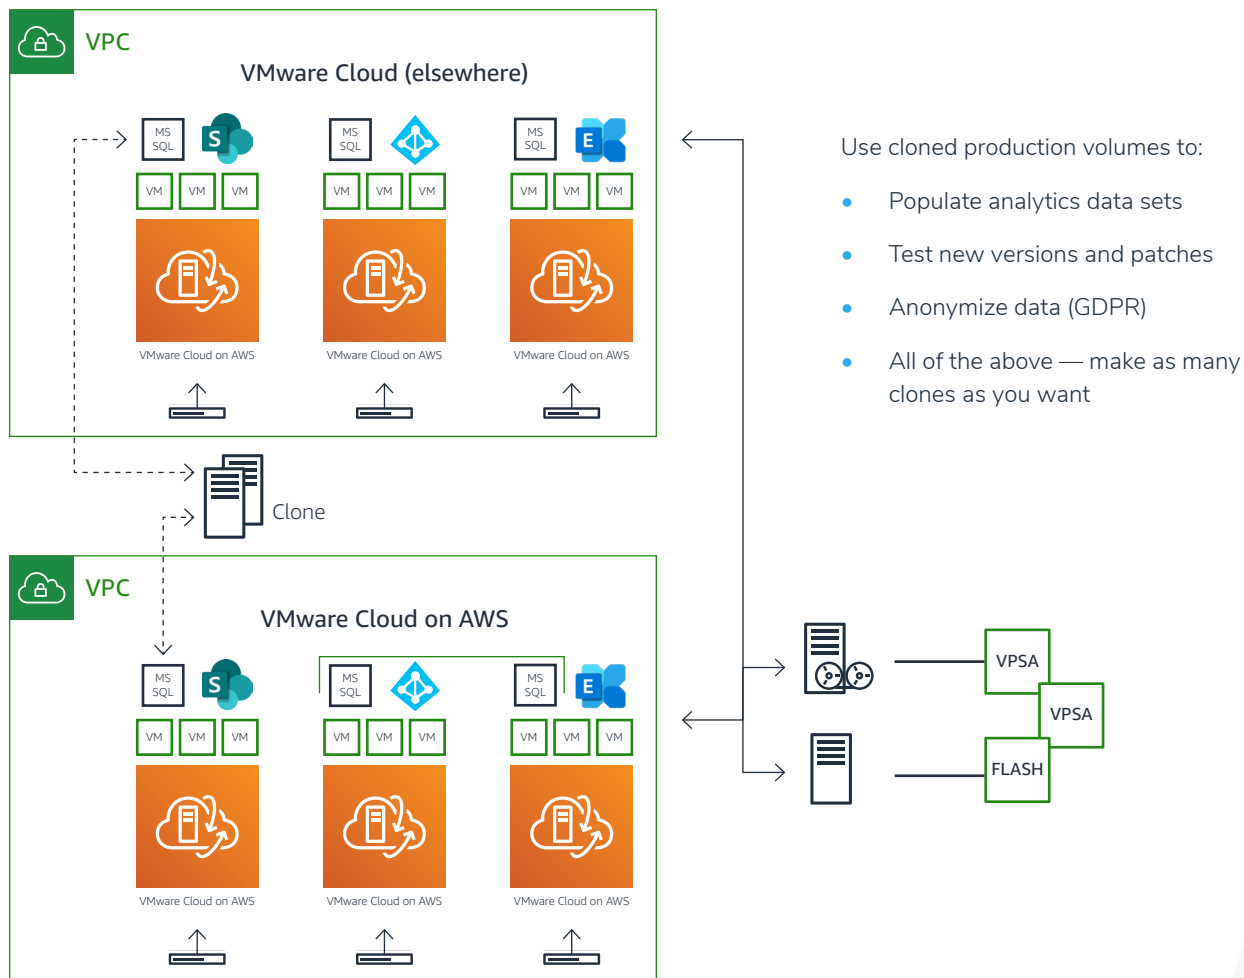 VPC
VMware Cloud (elsewhere)
MS
SQL
S
MS
SQL
MS
SQL
E
VM VM VM
VM VM VM
VM VM VM
VMware Cloud on AWS
VMware Cloud on AWS
VMware Cloud on AWS
Use cloned production volumes to:
• Populate analytics data sets
• Test new versions and patches
• Anonymize data (GDPR)
• All of the above — make as many
clones as you want
Clone
VPC
VMware Cloud on AWS
MS
SQL
S
MS
SQL
MS
SQL
E
VM VM VM
VM VM VM
VM VM VM
VMware Cloud on AWS
VMware Cloud on AWS
VMware Cloud on AWS
VPSA
VPSA
FLASH